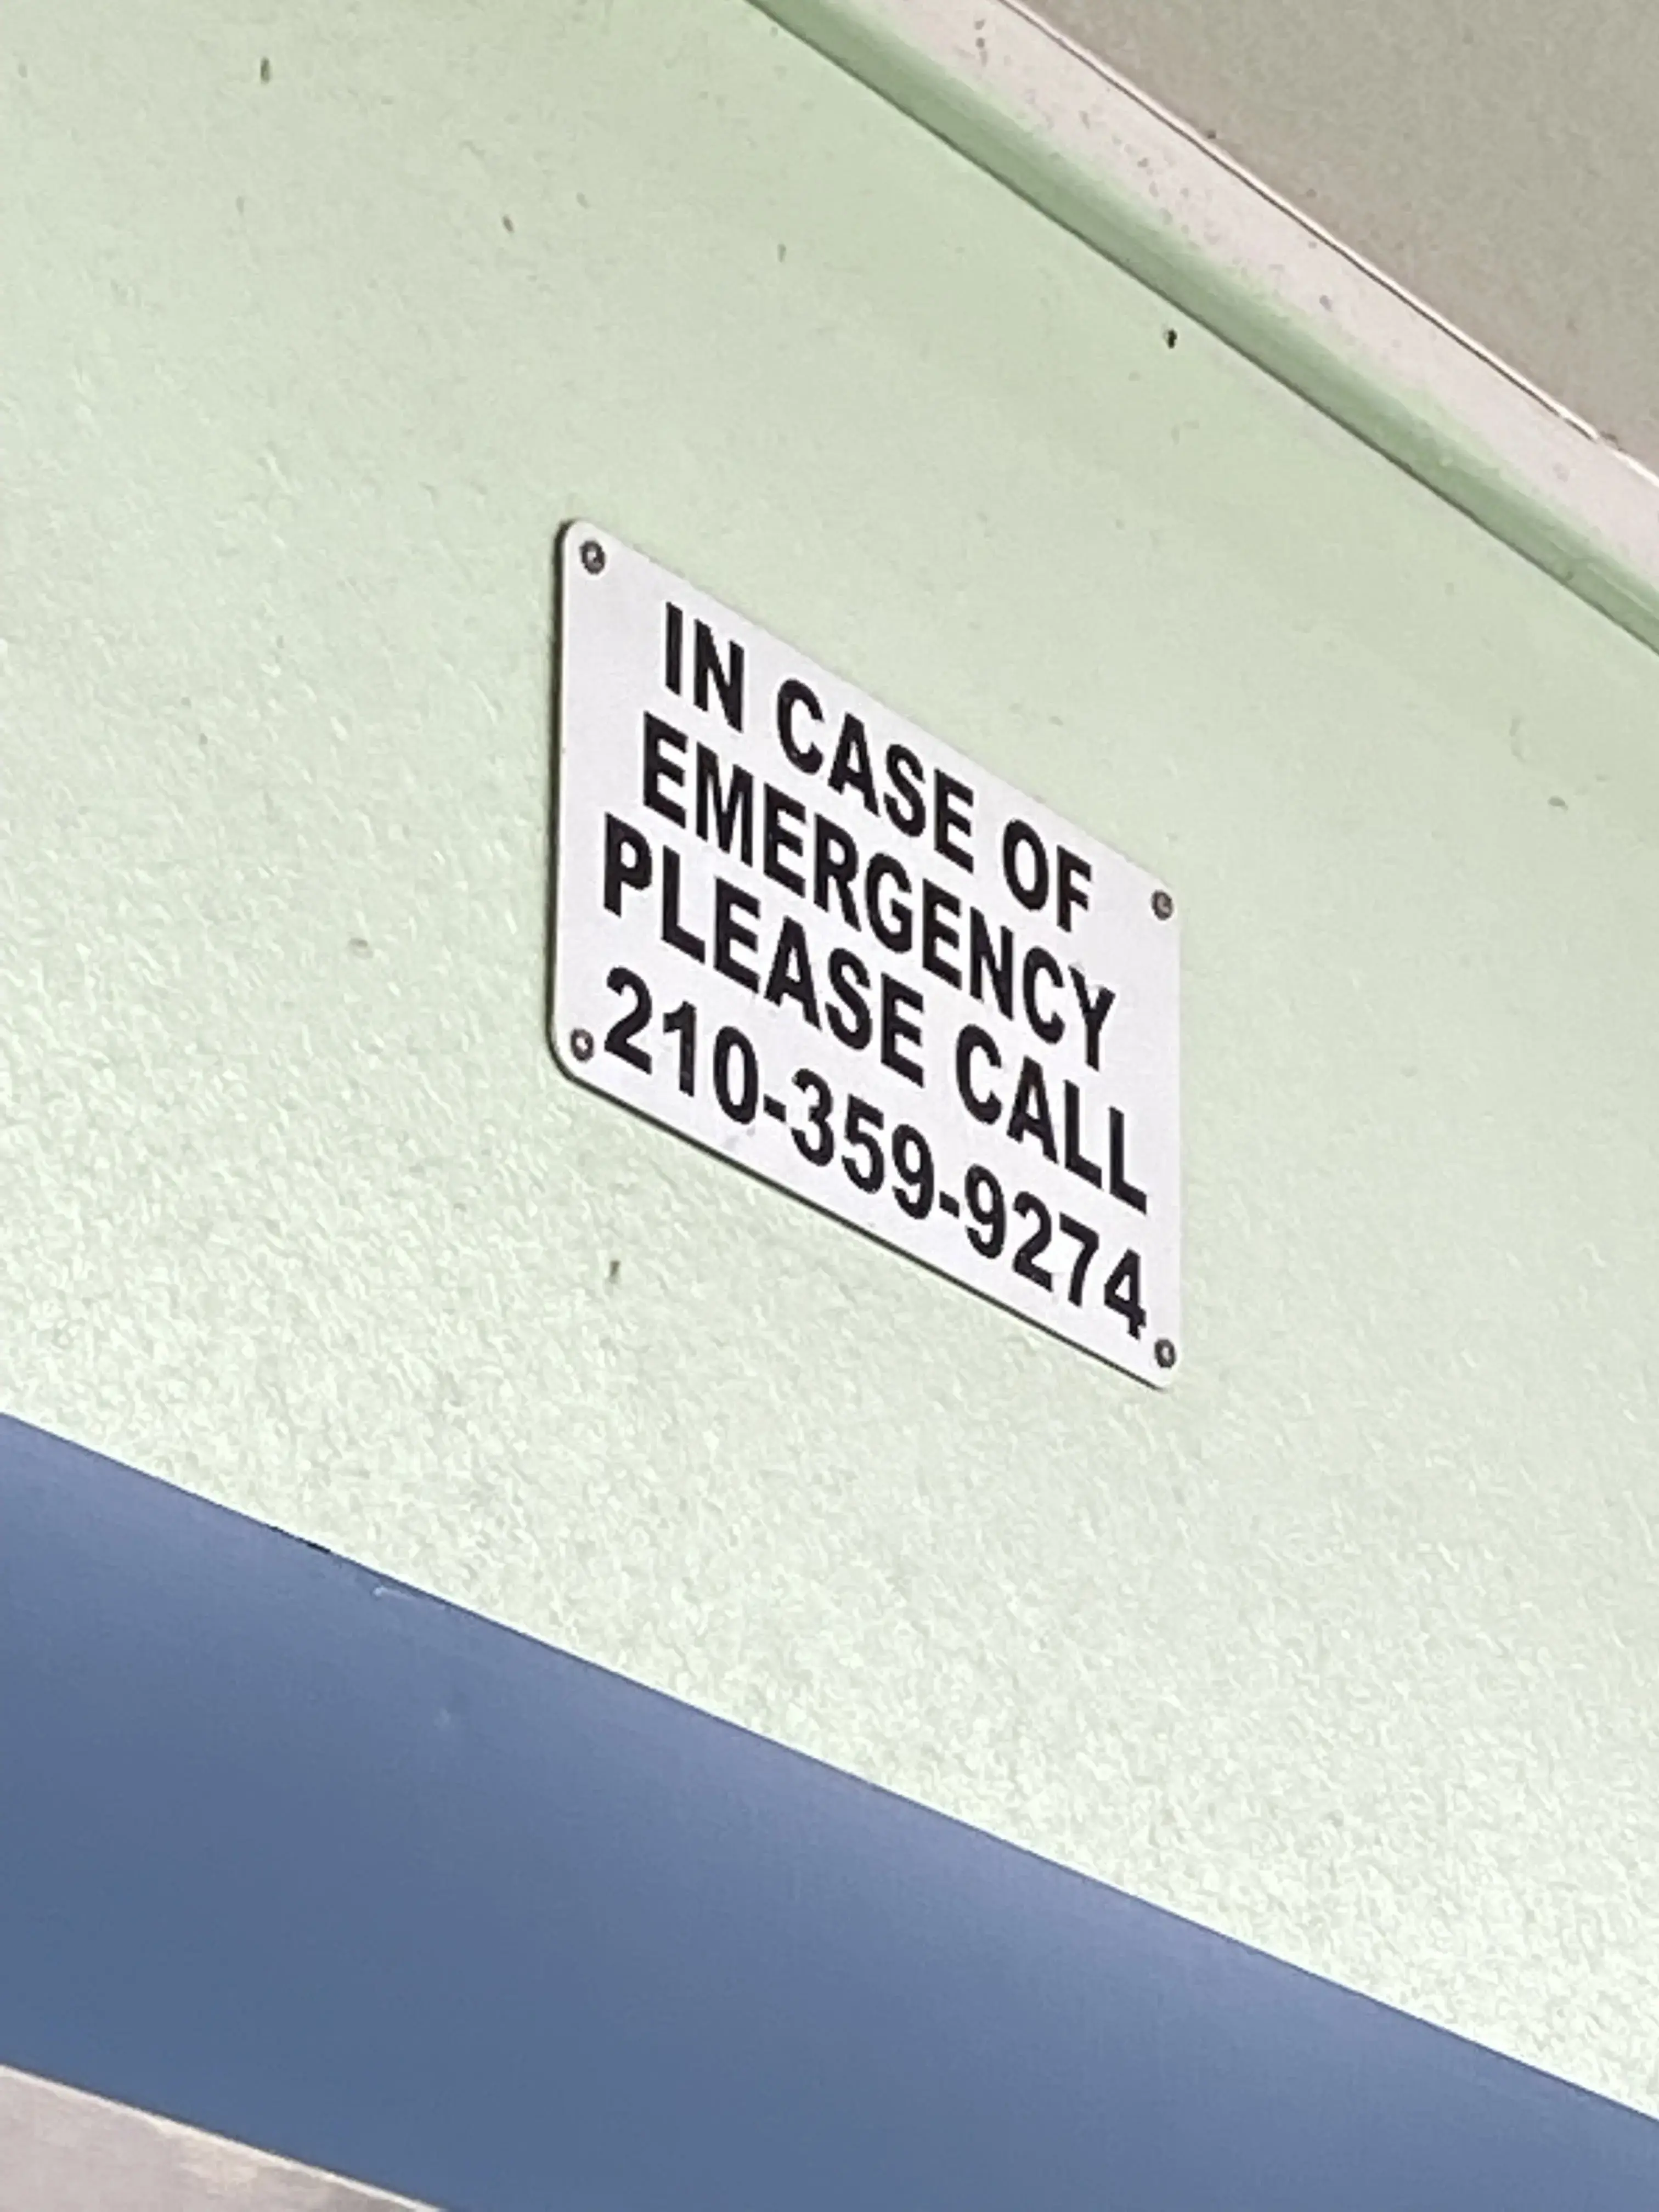 IN CASE OF
EMERGENCY
PLEASE CALL
210-359-9274